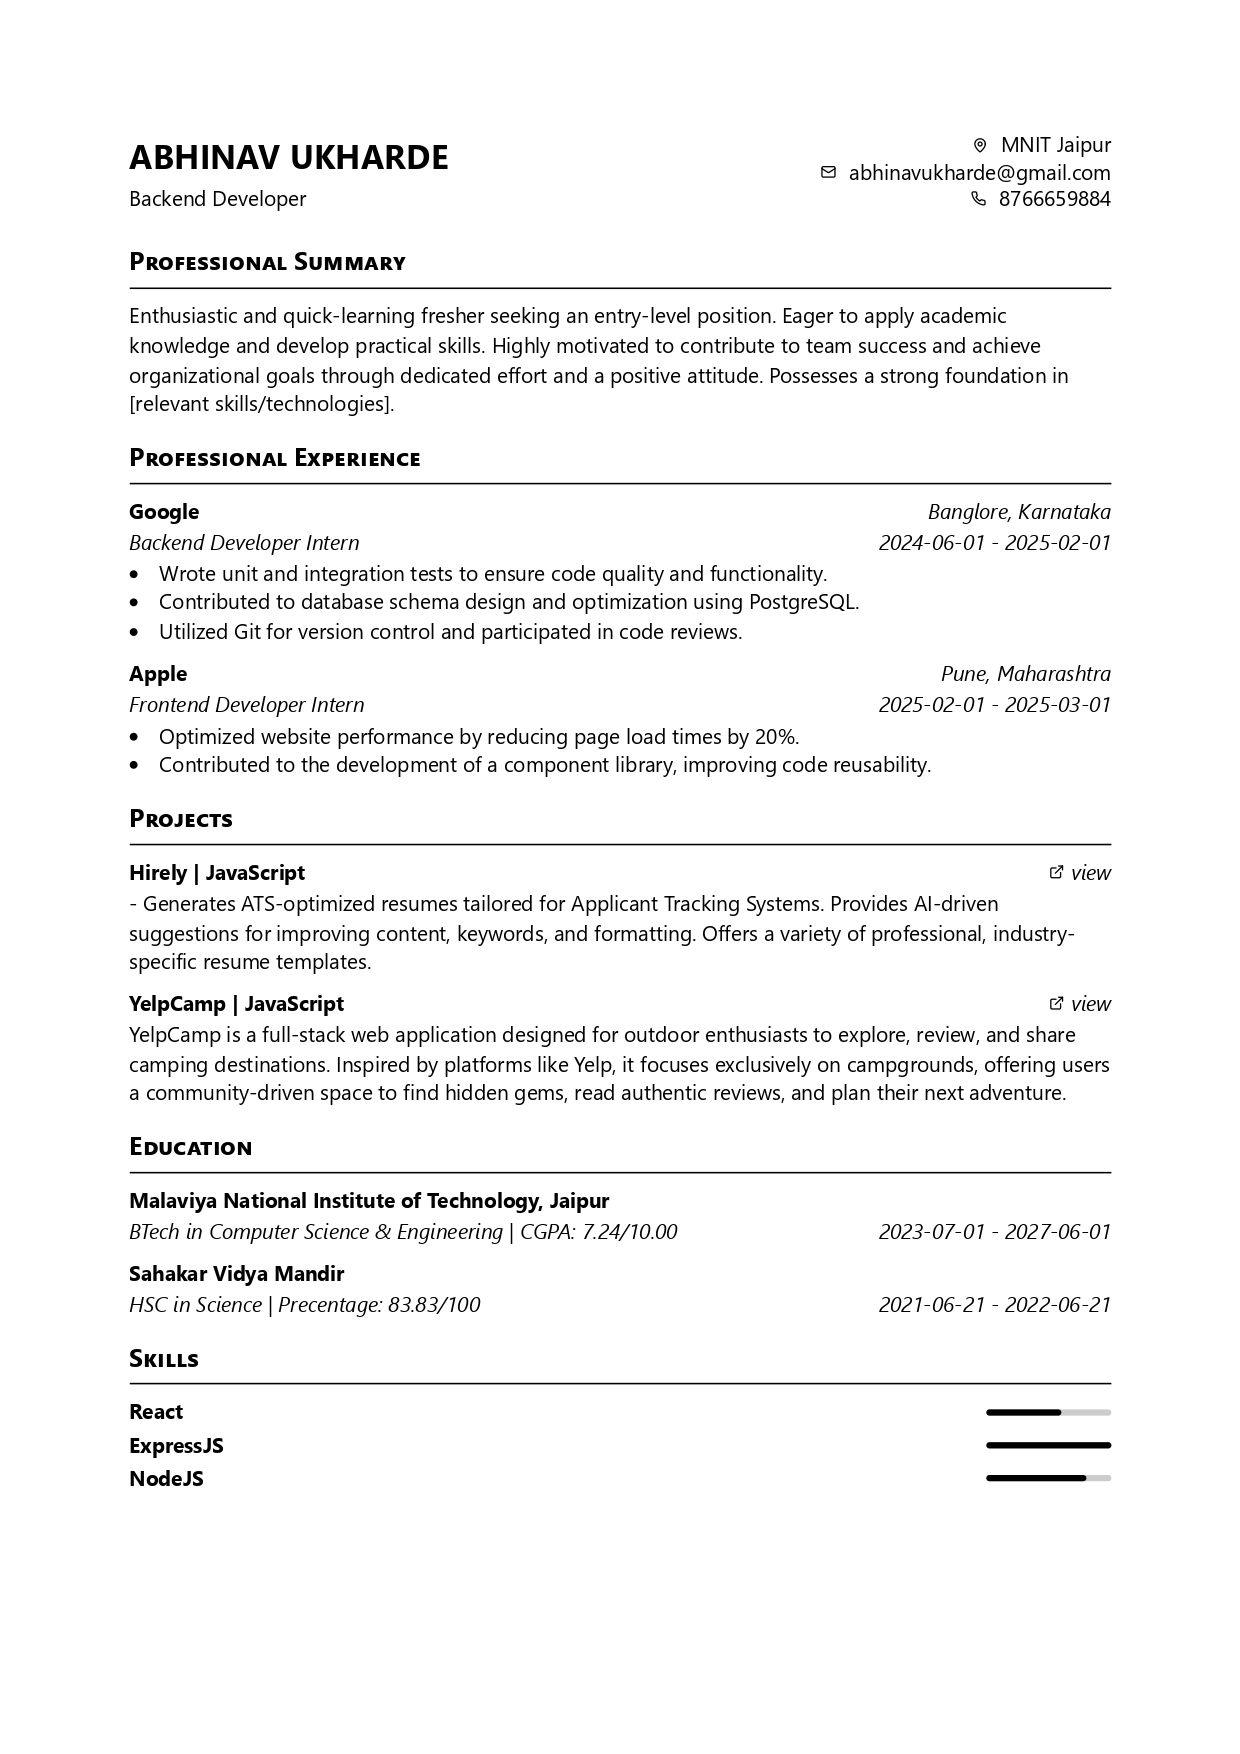 ABHINAV UKHARDE
Backend Developer
MNIT Jaipur
abhinavukharde@gmail.com
8766659884
PROFESSIONAL SUMMARY
Enthusiastic and quick-learning fresher seeking an entry-level position. Eager to apply academic
knowledge and develop practical skills. Highly motivated to contribute to team success and achieve
organizational goals through dedicated effort and a positive attitude. Possesses a strong foundation in
[relevant skills/technologies].
PROFESSIONAL EXPERIENCE
Google Banglore, Karnataka
Backend Developer Intern 2024-06-01 - 2025-02-01
• Wrote unit and integration tests to ensure code quality and functionality.
• Contributed to database schema design and optimization using PostgreSQL.
• Utilized Git for version control and participated in code reviews.
Apple Pune, Maharashtra
Frontend Developer Intern 2025-02-01 - 2025-03-01
• Optimized website performance by reducing page load times by 20%.
• Contributed to the development of a component library, improving code reusability.
PROJECTS
Hirely | JavaScript view
- Generates ATS-optimized resumes tailored for Applicant Tracking Systems. Provides AI-driven
suggestions for improving content, keywords, and formatting. Offers a variety of professional, industry-
specific resume templates.
YelpCamp | JavaScript view
YelpCamp is a full-stack web application designed for outdoor enthusiasts to explore, review, and share
camping destinations. Inspired by platforms like Yelp, it focuses exclusively on campgrounds, offering users
a community-driven space to find hidden gems, read authentic reviews, and plan their next adventure.
EDUCATION
Malaviya National Institute of Technology, Jaipur
BTech in Computer Science & Engineering | CGPA: 7.24/10.00 2023-07-01 - 2027-06-01
Sahakar Vidya Mandir
HSC in Science | Precentage: 83.83/100 2021-06-21 - 2022-06-21
SKILLS
React
ExpressJS
NodeJS